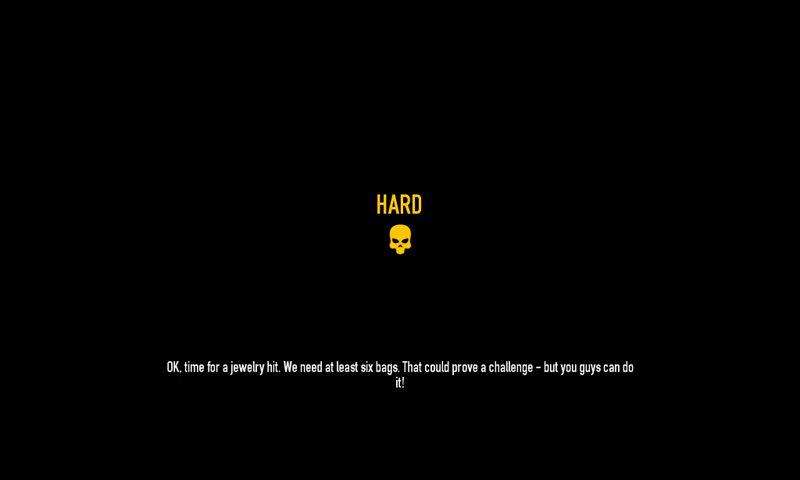 HARD
OK, time for a jewelry hit. We need at least six bags. That could prove a challenge - but you guys can do
it!